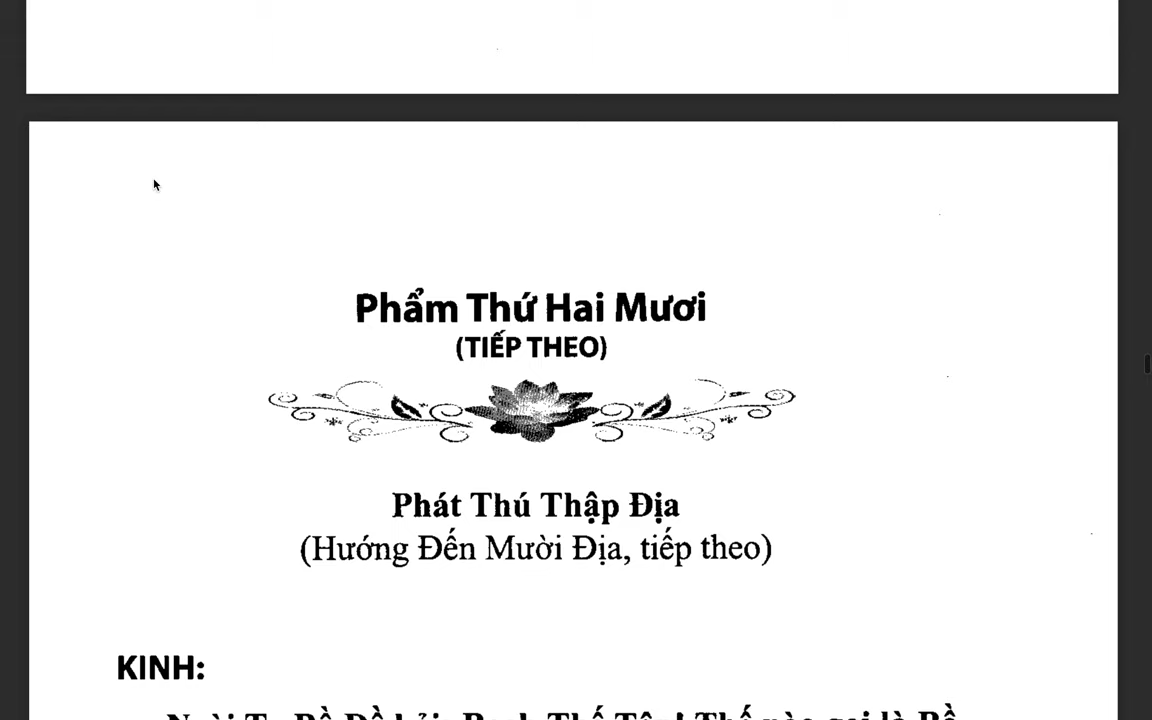 Phẩm Thứ Hai Mươi
(TIẾP THEO)
Phát Thú Thập Địa
(Hướng Đến Mười Địa, tiếp theo)
KINH: